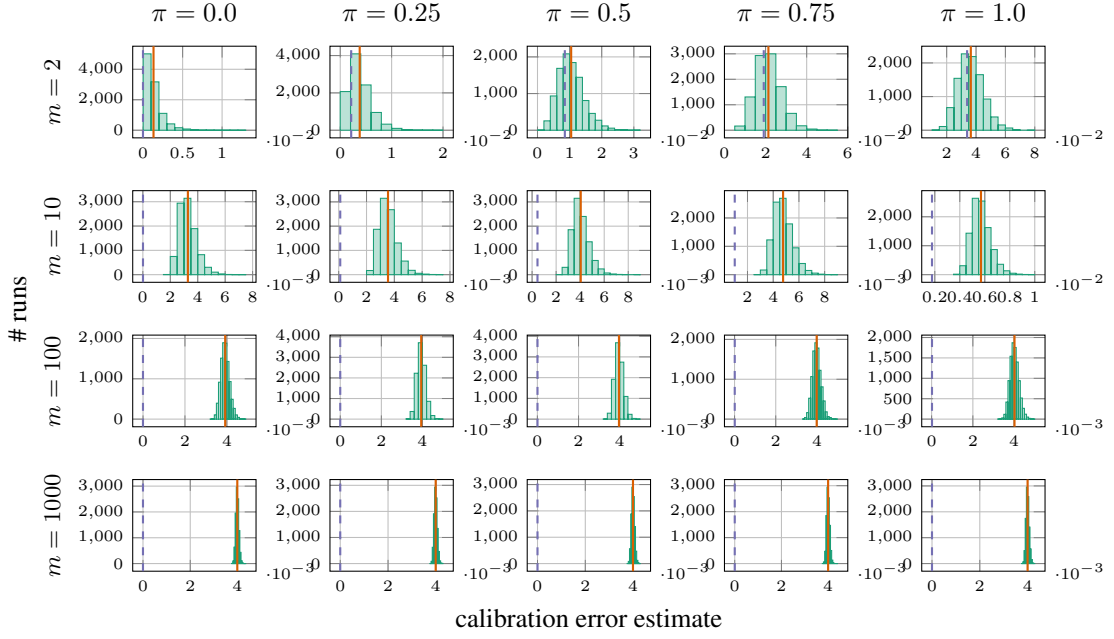 π = 0.0 π = 0.25 π = 0.5 π = 0.75 π = 1.0
# runs
m = 2
4,000 2,000 0
0 0.5 1
·10⁻²
4,000 2,000 0
0 1 2
·10⁻²
2,000 1,000 0
0 1 2 3
·10⁻²
3,000 2,000 1,000 0
0 2 4 6
·10⁻²
2,000 1,000 0
0 2 4 6 8
·10⁻²
m = 10
3,000 2,000 1,000 0
0 2 4 6 8
·10⁻³
3,000 2,000 1,000 0
0 2 4 6 8
·10⁻³
3,000 2,000 1,000 0
0 2 4 6 8
·10⁻³
2,000 1,000 0
2 4 6 8
·10⁻³
2,000 1,000 0
0.2 0.4 0.6 0.8 1
·10⁻²
m = 100
2,000 1,000 0
0 2 4
·10⁻³
4,000 3,000 2,000 1,000 0
0 2 4
·10⁻³
4,000 3,000 2,000 1,000 0
0 2 4
·10⁻³
2,000 1,000 0
0 2 4
·10⁻³
2,000 1,500 1,000 500 0
0 2 4
·10⁻³
m = 1000
3,000 2,000 1,000 0
0 2 4
·10⁻³
3,000 2,000 1,000 0
0 2 4
·10⁻³
3,000 2,000 1,000 0
0 2 4
·10⁻³
3,000 2,000 1,000 0
0 2 4
·10⁻³
3,000 2,000 1,000 0
0 2 4
·10⁻³
calibration error estimate